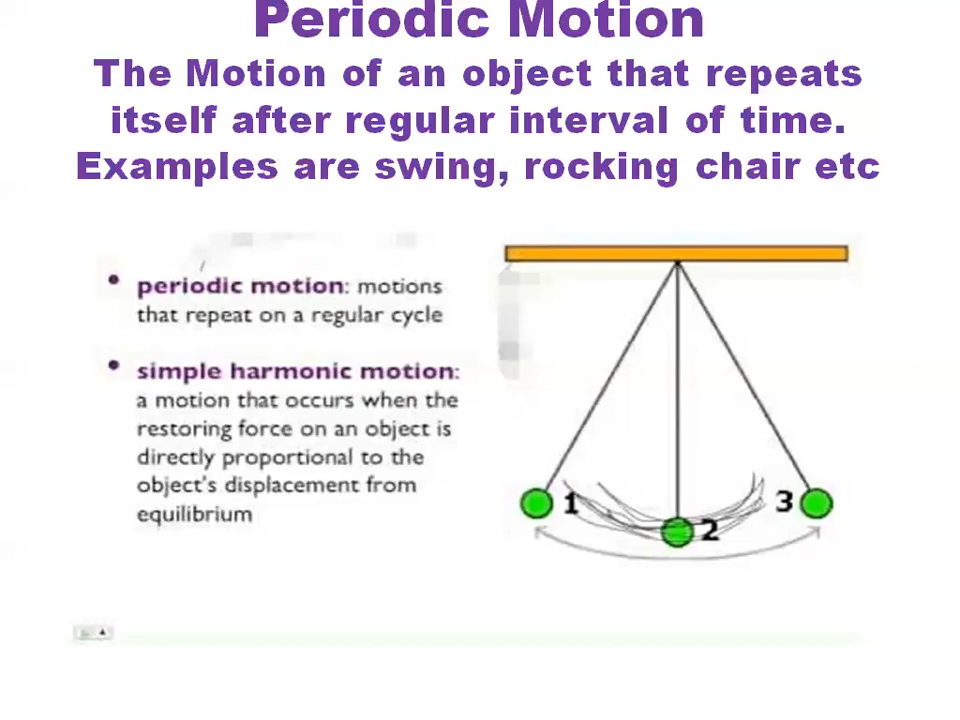 Periodic Motion
The Motion of an object that repeats
itself after regular interval of time.
Examples are swing, rocking chair etc
• periodic motion: motions
that repeat on a regular cycle
• simple harmonic motion:
a motion that occurs when the
restoring force on an object is
directly proportional to the
object's displacement from
equilibrium
1
2
3